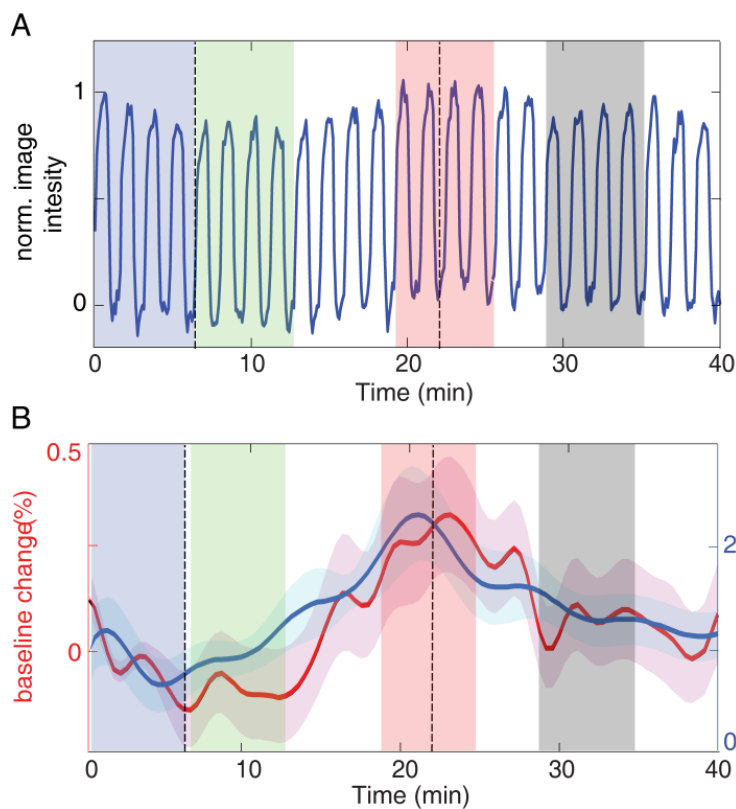 A
norm. image
intesity
1
0
0 10 20 30 40
Time (min)
B
baseline change(%)
0.5
0
2
0
0 10 20 30 40
Time (min)